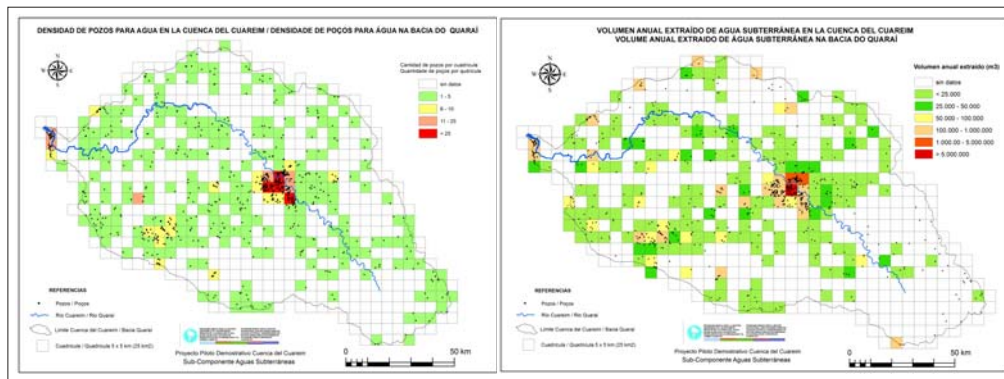 DENSIDAD DE POZOS PARA AGUA EN LA CUENCA DEL CUAREIM / DENSIDADE DE POÇOS PARA ÁGUA NA BACIA DO QUARAÍ
Cantidad de pozos por cuadrícula
Quantidade de poços por quadrícula
sin datos
1 - 5
6 - 10
11 - 25
> 25
N
S
REFERENCIAS
Pozos / Poços
Río Cuareim / Rio Quaraí
Límite Cuenca del Cuareim / Bacia Quaraí
Cuadrícula / Quadrícula 5 x 5 km (25 km2)
Proyecto Piloto Demostrativo Cuenca del Cuareim
Sub-Componente Aguas Subterráneas
0 50 km
VOLUMEN ANUAL EXTRAÍDO DE AGUA SUBTERRÁNEA EN LA CUENCA DEL CUAREIM
VOLUME ANUAL EXTRAIDO DE ÁGUA SUBTERRÂNEA NA BACIA DO QUARAÍ
Volumen anual extraído (m3)
sin datos
< 25.000
25.000 - 50.000
50.000 - 100.000
100.000 - 1.000.000
1.000.00 - 5.000.000
> 5.000.000
N
S
REFERENCIAS
Pozos / Poços
Río Cuareim / Rio Quaraí
Límite Cuenca del Cuareim / Bacia Quaraí
Cuadrícula / Quadrícula 5 x 5 km (25 km2)
Proyecto Piloto Demostrativo Cuenca del Cuareim
Sub-Componente Aguas Subterráneas
0 50 km